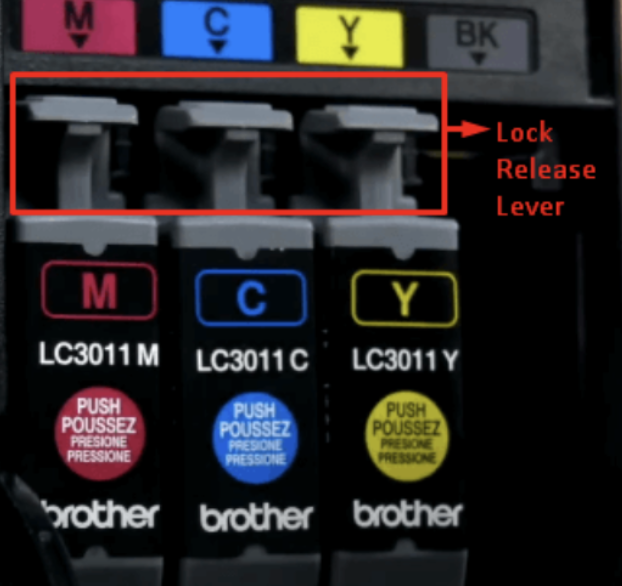 M
C
Y
BK
Lock
Release
Lever
M
C
Y
LC3011 M
LC3011 C
LC3011 Y
PUSH
POUSSEZ
PRESIONE
PRESSIONE
PUSH
POUSSEZ
PRESIONE
PRESSIONE
PUSH
POUSSEZ
PRESIONE
PRESSIONE
brother
brother
brother